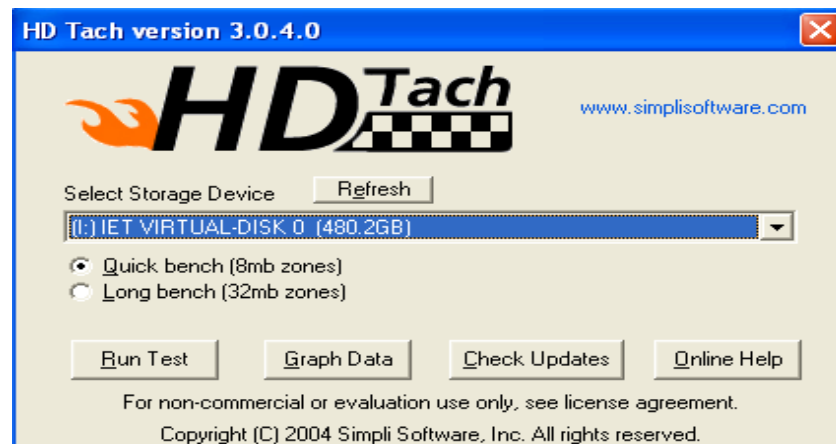 HD Tach version 3.0.4.0
HD Tach
www.simplisoftware.com
Select Storage Device
Refresh
(I:) IET VIRTUAL-DISK 0 (480.2GB)
Quick bench (8mb zones)
Long bench (32mb zones)
Run Test
Graph Data
Check Updates
Online Help
For non-commercial or evaluation use only, see license agreement.
Copyright (C) 2004 Simpli Software, Inc. All rights reserved.